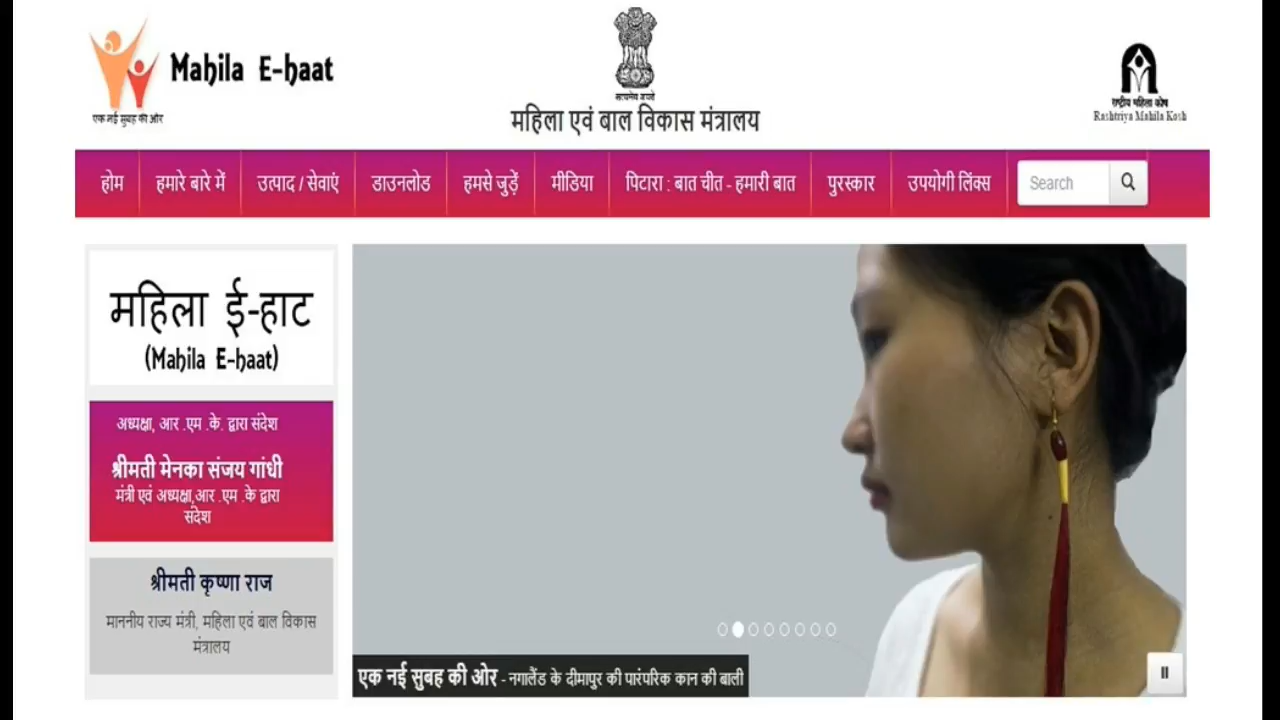 Mahila E-haat
एक नई सुबह की ओर
सत्यमेव जयते
महिला एवं बाल विकास मंत्रालय
राष्ट्रीय महिला कोष
Rashtriya Mahila Kosh
होम हमारे बारे में उत्पाद / सेवाएं डाउनलोड हमसे जुड़ें मीडिया पिटारा : बात चीत - हमारी बात पुरस्कार उपयोगी लिंक्स Search
महिला ई-हाट
(Mahila E-haat)
अध्यक्षा, आर .एम .के. द्वारा संदेश
श्रीमती मेनका संजय गांधी
मंत्री एवं अध्यक्षा,आर .एम .के द्वारा
संदेश
श्रीमती कृष्णा राज
माननीय राज्य मंत्री, महिला एवं बाल विकास
मंत्रालय
एक नई सुबह की ओर - नगालैंड के दीमापुर की पारंपरिक कान की बाली